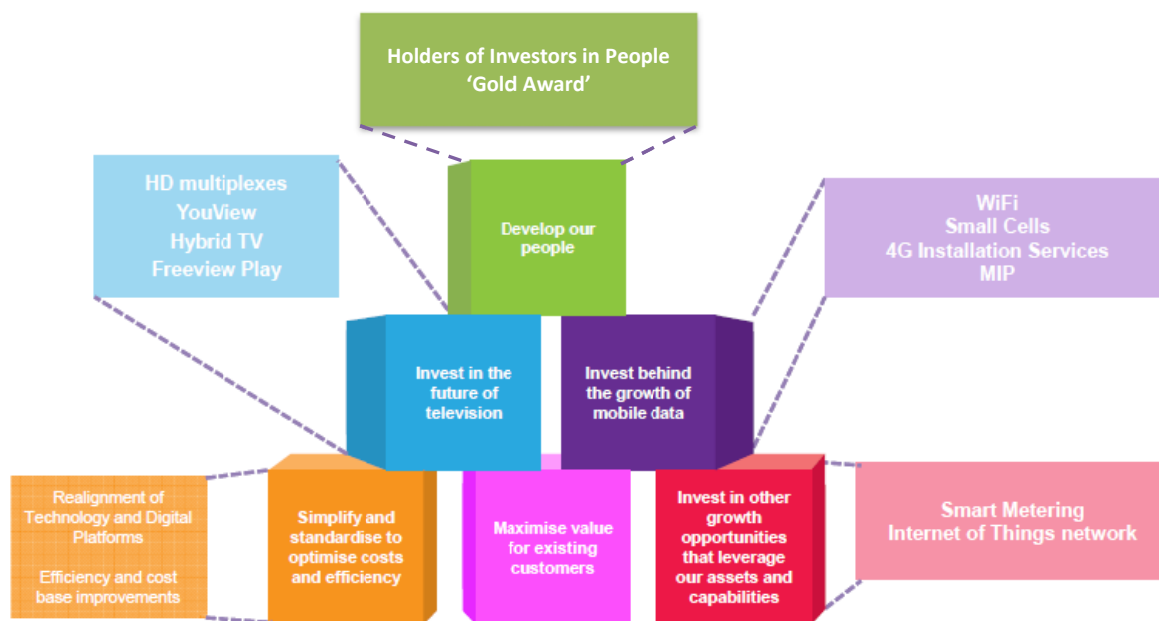 Holders of Investors in People
‘Gold Award’
HD multiplexes
YouView
Hybrid TV
Freeview Play
Develop our
people
WiFi
Small Cells
4G Installation Services
MIP
Invest in the
future of
television
Invest behind
the growth of
mobile data
Realignment of
Technology and Digital
Platforms
Efficiency and cost
base improvements
Simplify and
standardise to
optimise costs
and efficiency
Maximise value
for existing
customers
Invest in other
growth
opportunities
that leverage
our assets and
capabilities
Smart Metering
Internet of Things network